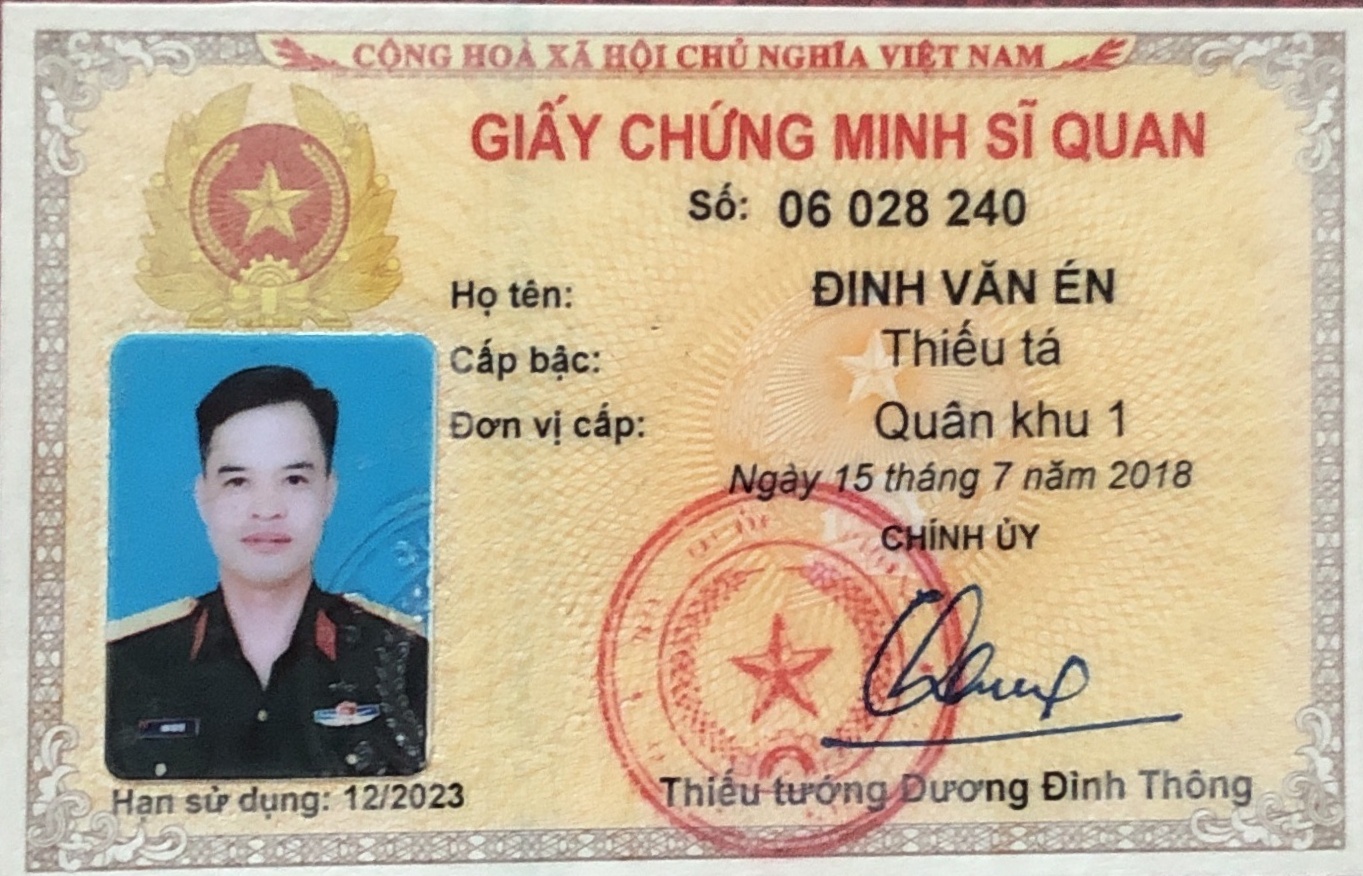 CỘNG HOÀ XÃ HỘI CHỦ NGHĨA VIỆT NAM
GIẤY CHỨNG MINH SĨ QUAN
Số: 06 028 240
Họ tên: ĐINH VĂN ÉN
Cấp bậc: Thiếu tá
Đơn vị cấp: Quân khu 1
Ngày 15 tháng 7 năm 2018
CHÍNH ỦY
Hạn sử dụng: 12/2023
Thiếu tướng Dương Đình Thông